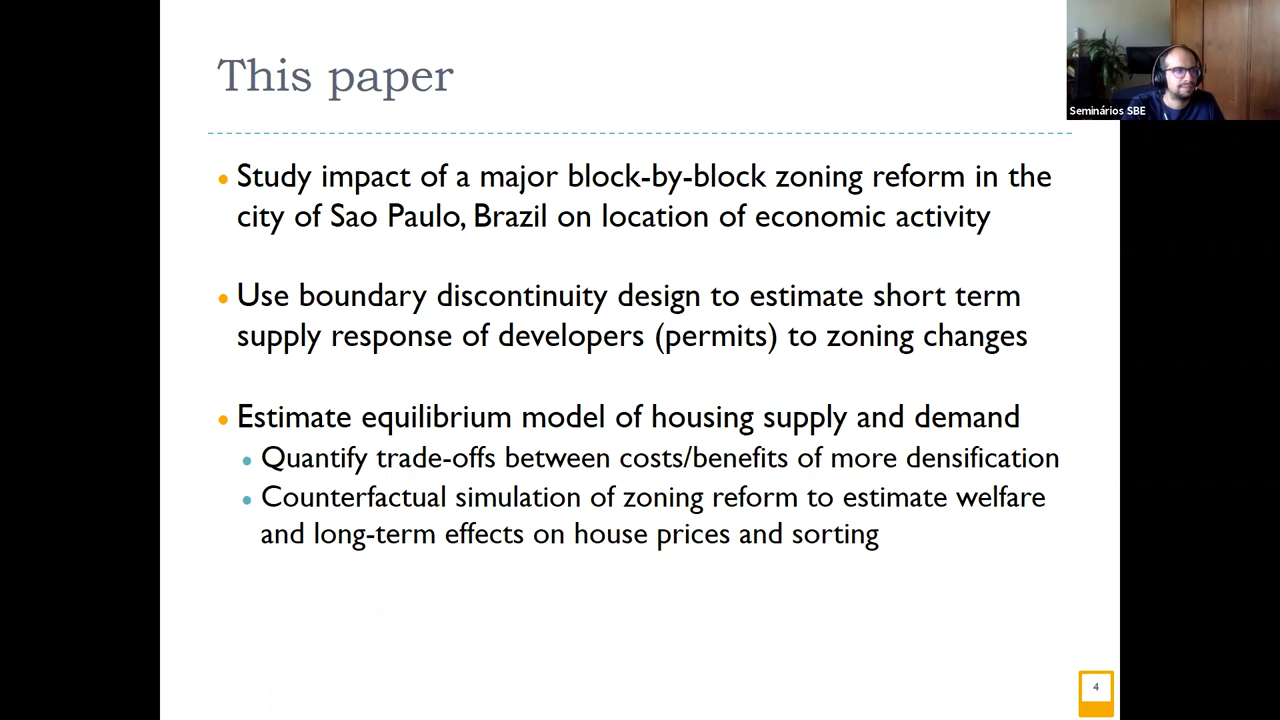 This paper
Seminários SBE
• Study impact of a major block-by-block zoning reform in the
city of Sao Paulo, Brazil on location of economic activity
• Use boundary discontinuity design to estimate short term
supply response of developers (permits) to zoning changes
• Estimate equilibrium model of housing supply and demand
• Quantify trade-offs between costs/benefits of more densification
• Counterfactual simulation of zoning reform to estimate welfare
and long-term effects on house prices and sorting
4